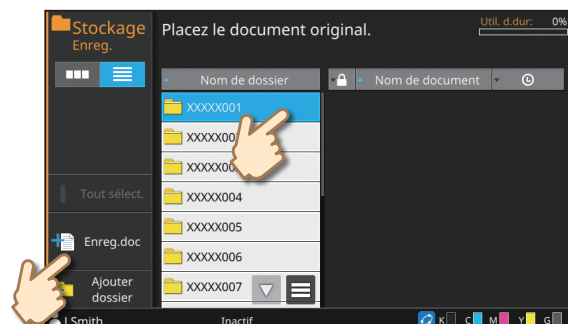 Stockage
Enreg.
Placez le document original.
Util. d.dur: 0%
Nom de dossier
Nom de document
XXXXX001
XXXXX004
XXXXX005
XXXXX006
XXXXX007
Tout sélect.
Enreg.doc
Ajouter
dossier
Smith
Inactif
K C M Y G